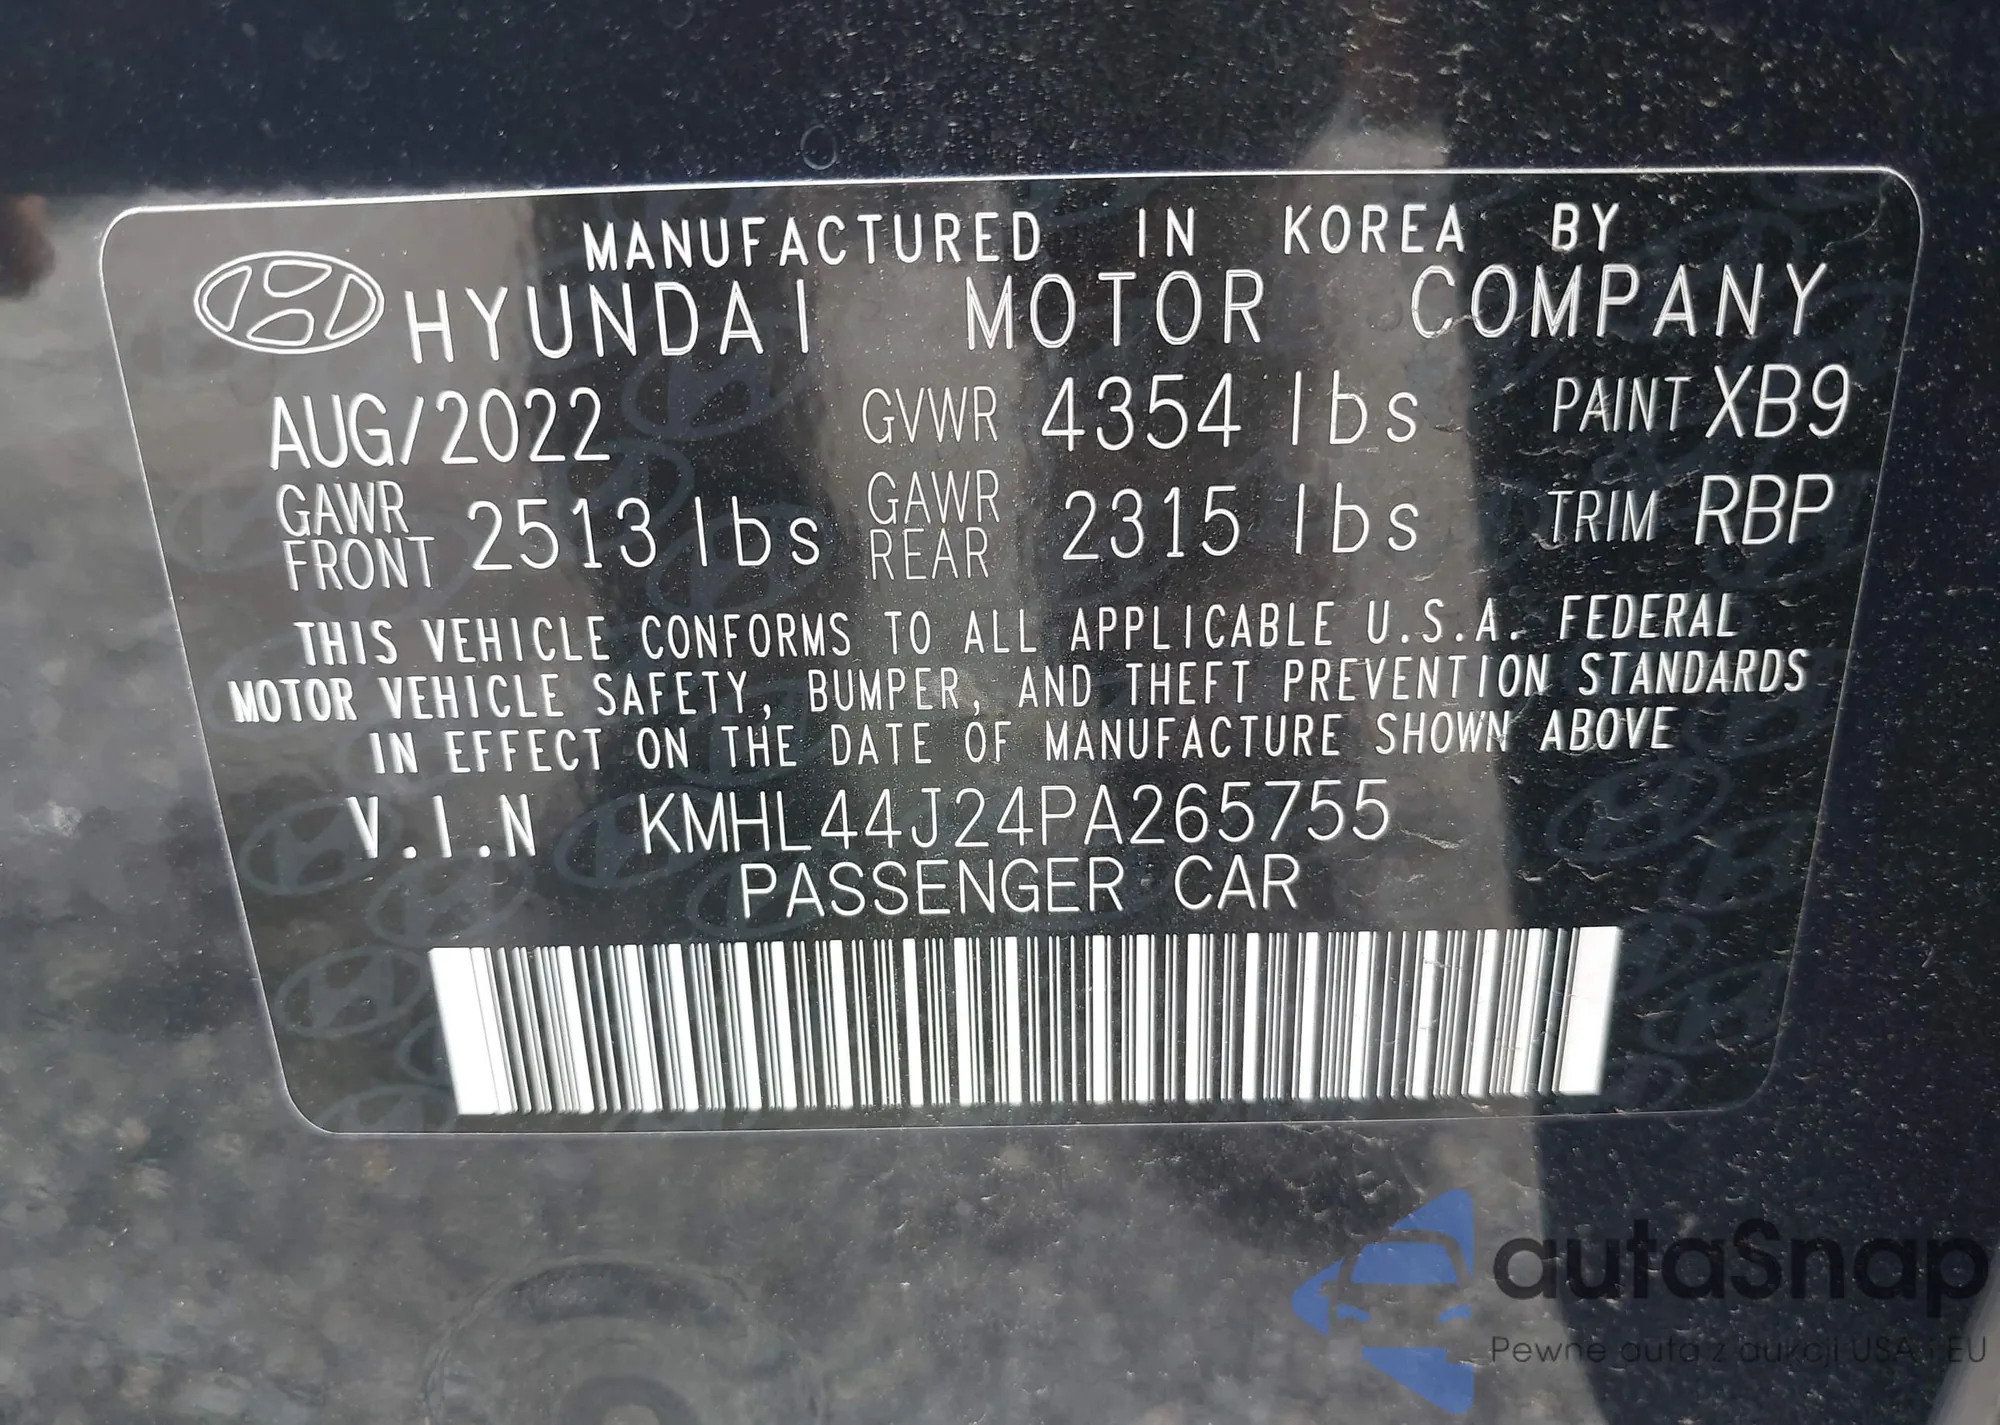 MANUFACTURED IN KOREA BY
HYUNDAI MOTOR COMPANY
AUG/2022 GVWR 4354 lbs PAINT XB9
GAWR FRONT 2513 lbs GAWR REAR 2315 lbs TRIM RBP
THIS VEHICLE CONFORMS TO ALL APPLICABLE U.S.A. FEDERAL
MOTOR VEHICLE SAFETY, BUMPER, AND THEFT PREVENTION STANDARDS
IN EFFECT ON THE DATE OF MANUFACTURE SHOWN ABOVE
V.I.N KMHL44J24PA265755
PASSENGER CAR
autaSnap
Pewne auta z aukcji USA i EU